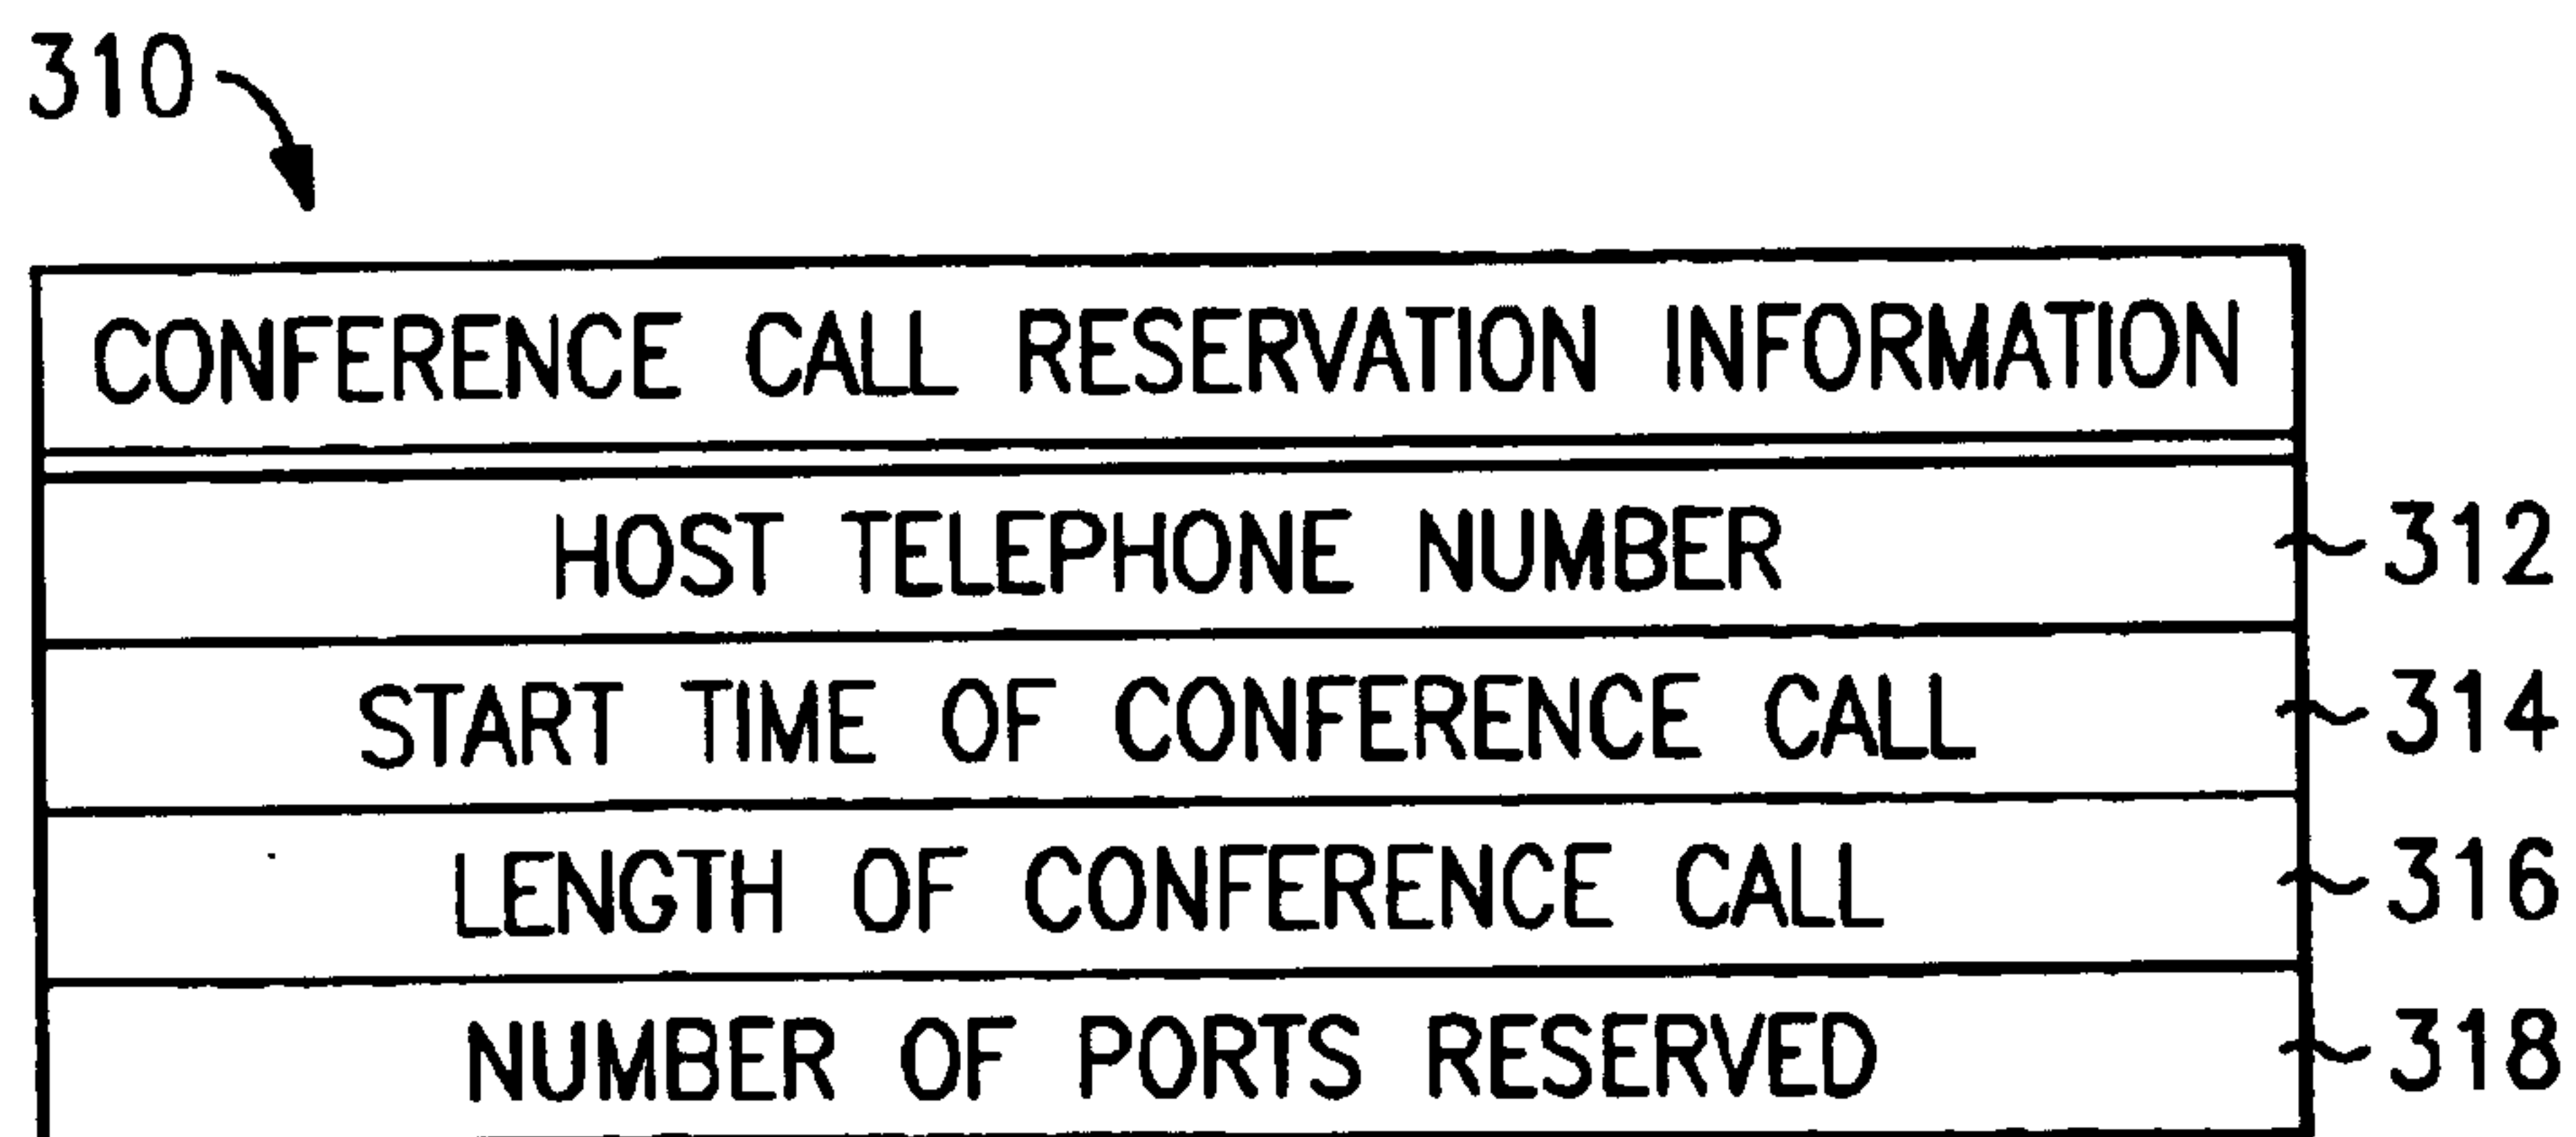 310
CONFERENCE CALL RESERVATION INFORMATION
HOST TELEPHONE NUMBER 312
START TIME OF CONFERENCE CALL 314
LENGTH OF CONFERENCE CALL 316
NUMBER OF PORTS RESERVED 318